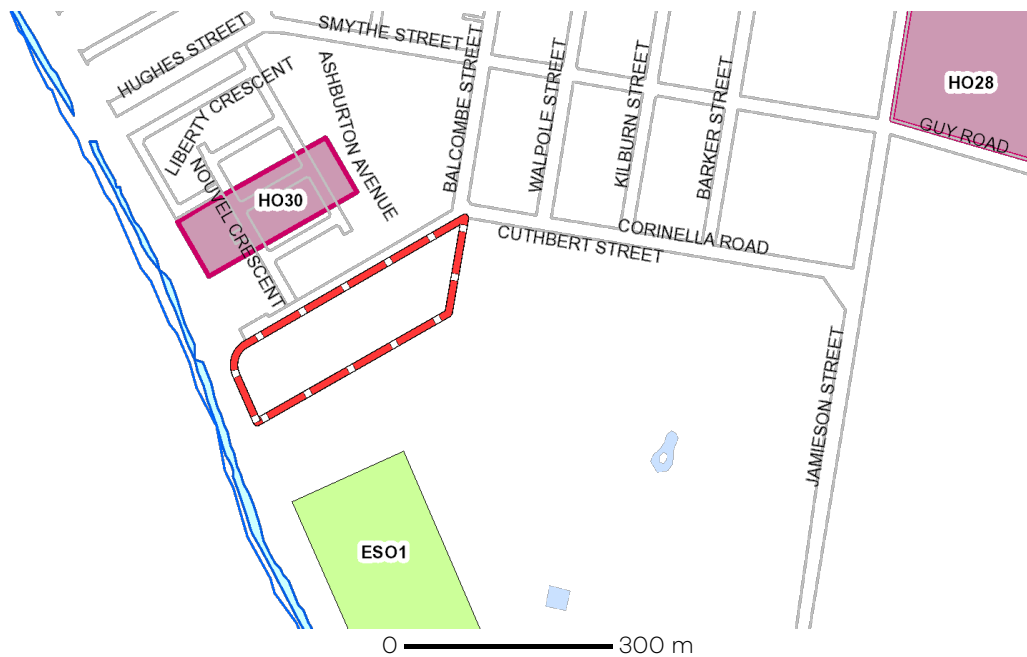 SMYTHE STREET
HUGHES STREET
LIBERTY CRESCENT
ASHBURTON AVENUE
BALCOMBE STREET
WALPOLE STREET
KILBURN STREET
BARKER STREET
HO28
GUY ROAD
NOUVEL CRESCENT
HO30
CORINELLA ROAD
CUTHBERT STREET
JAMIESON STREET
ESO1
0 300 m